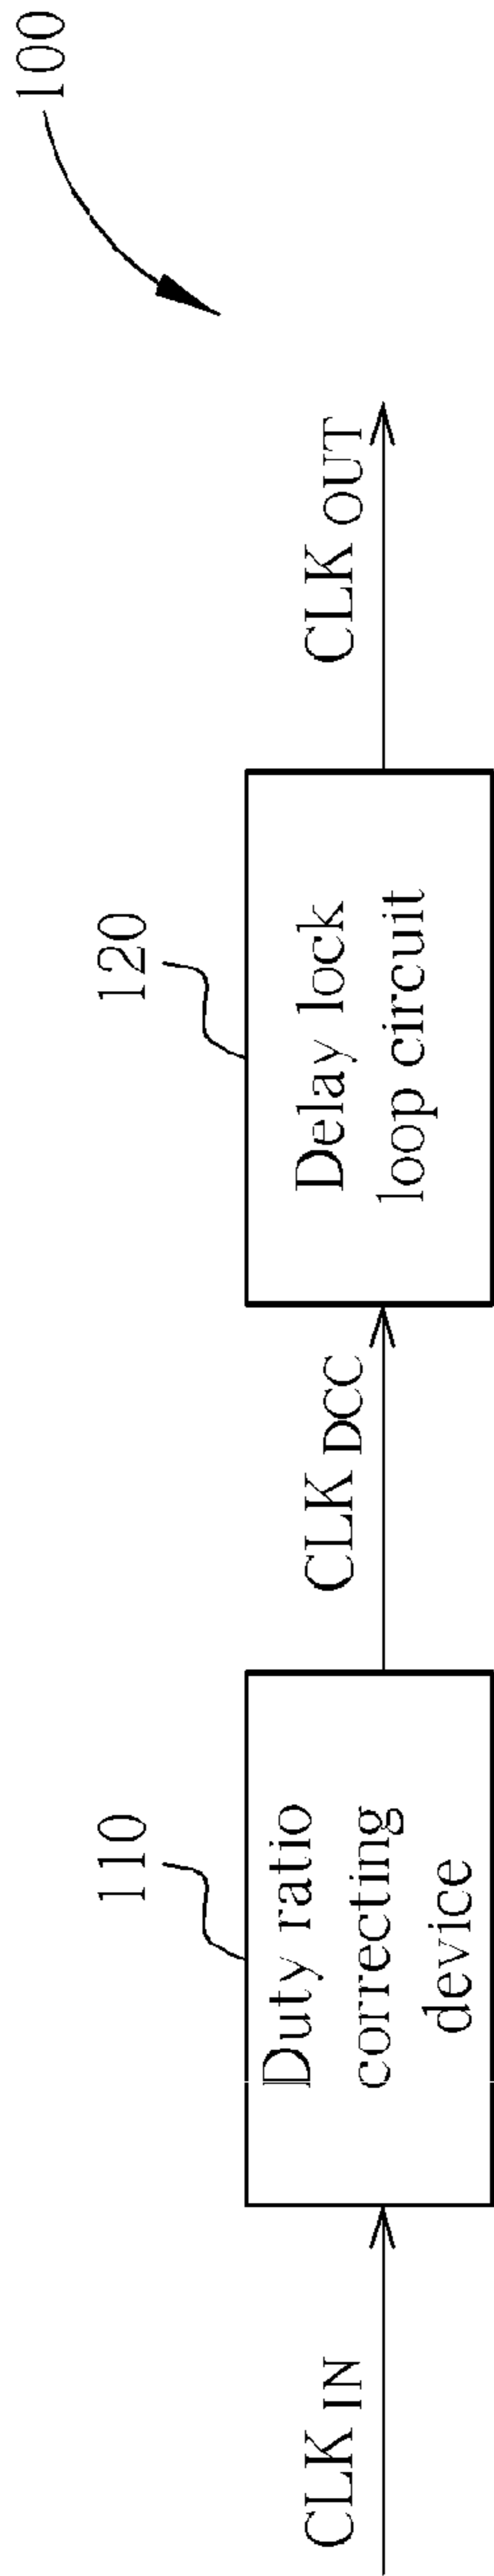 100
110
120
CLK IN
Duty ratio
correcting
device
CLK DCC
Delay lock
loop circuit
CLK OUT